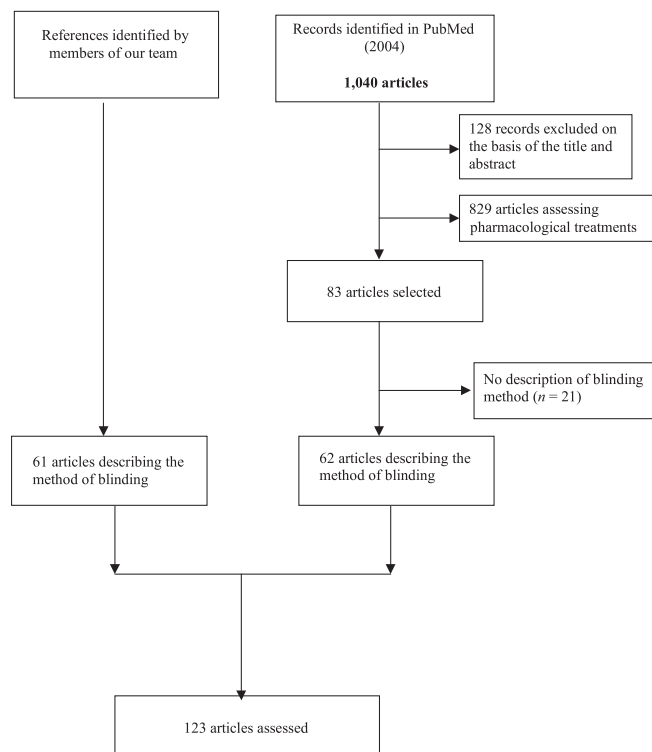 References identified by
members of our team
Records identified in PubMed
(2004)
1,040 articles
128 records excluded on
the basis of the title and
abstract
829 articles assessing
pharmacological treatments
83 articles selected
No description of blinding
method (n = 21)
61 articles describing the
method of blinding
62 articles describing the
method of blinding
123 articles assessed